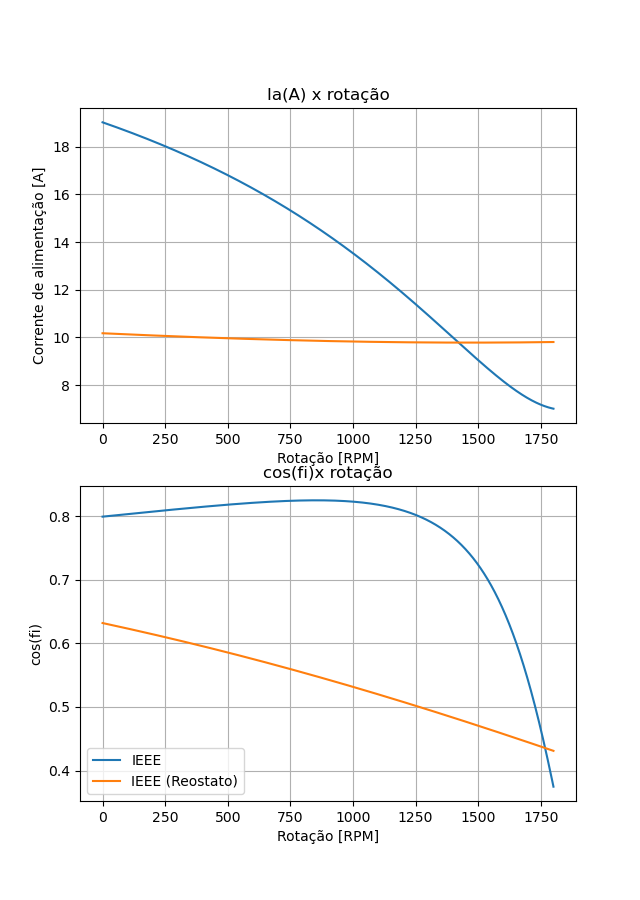 Ia(A) x rotação
Corrente de alimentação [A]
18
16
14
12
10
8
0 250 500 750 1000 1250 1500 1750
Rotação [RPM]
cos(fi)x rotação
cos(fi)
0.8
0.7
0.6
0.5
0.4
IEEE
IEEE (Reostato)
0 250 500 750 1000 1250 1500 1750
Rotação [RPM]